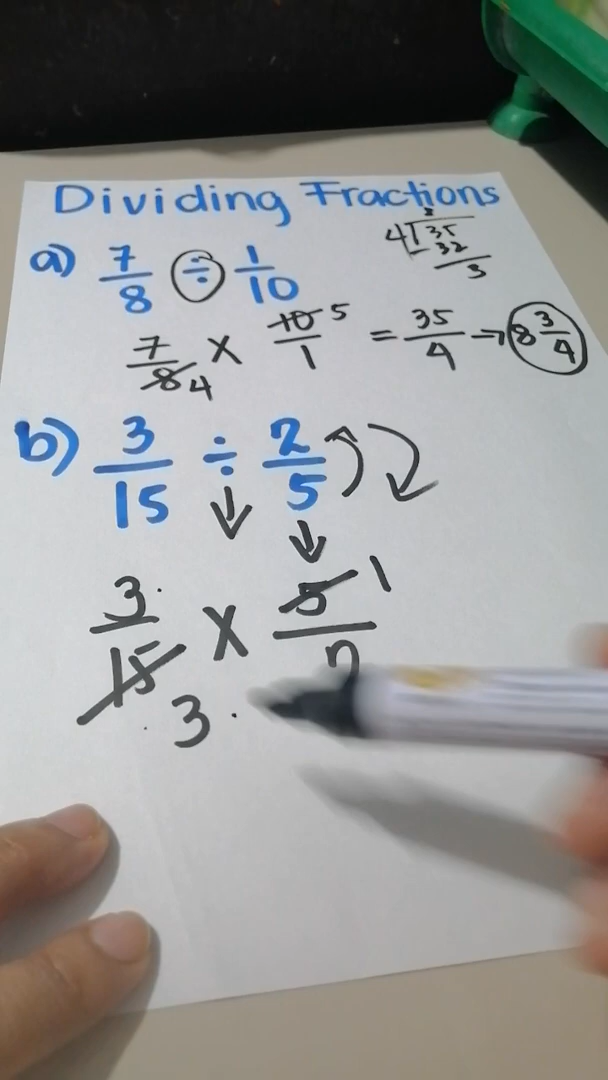 Dividing Fractions
a) 7/8 ÷ 1/10
8
4⟌35
32
3
7/8 4 × 10/1 5 = 35/4 → 8 3/4
b) 3/15 ÷ 2/5
3/15 3 × 5/2 1